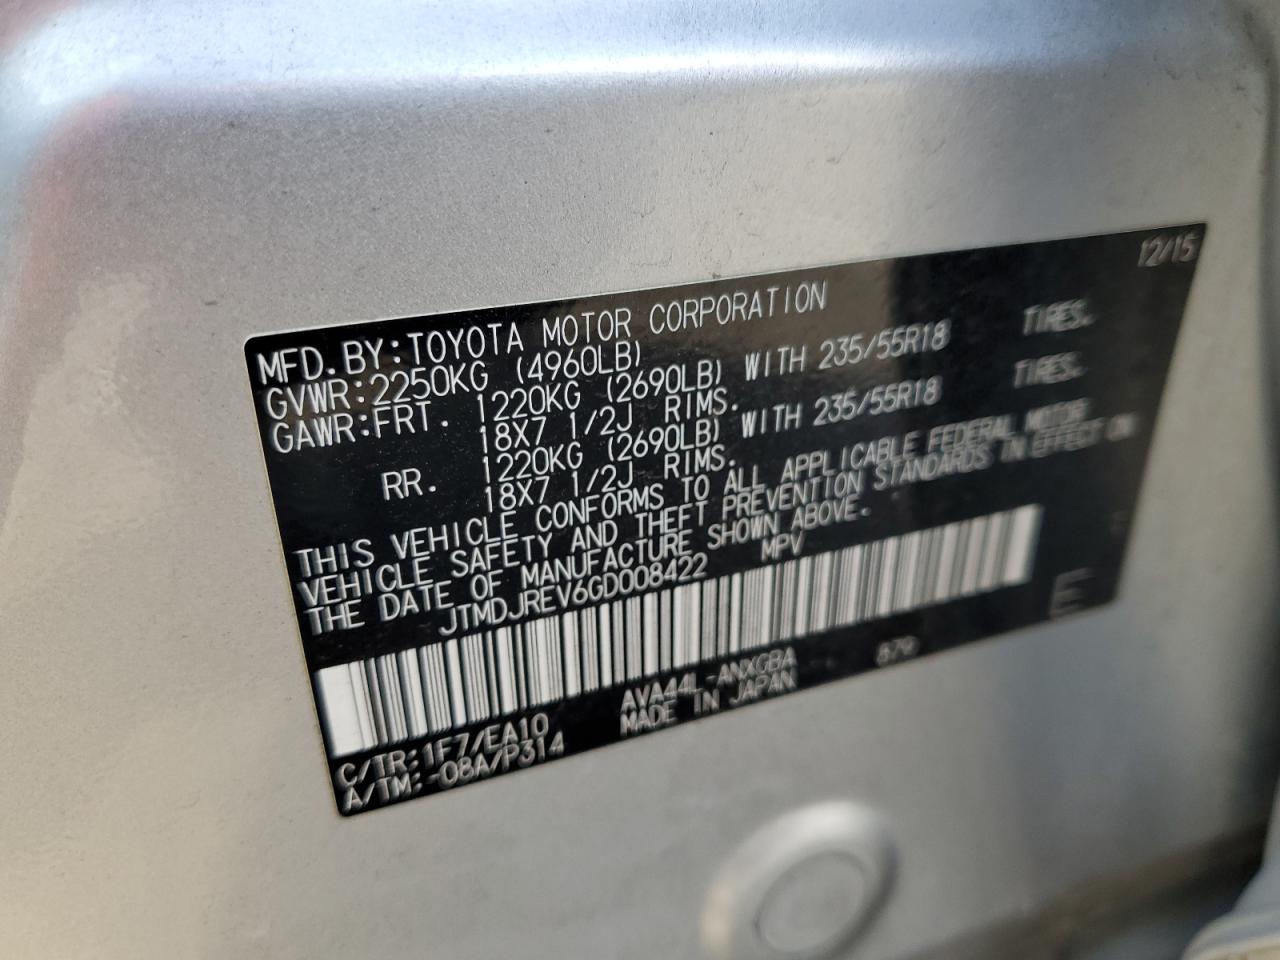 12/15
MFD. BY: TOYOTA MOTOR CORPORATION
GVWR: 2250KG (4960LB)
GAWR: FRT. 1220KG (2690LB) WITH 235/55R18 TIRES.
18X7 1/2J RIMS.
RR. 1220KG (2690LB) WITH 235/55R18 TIRES.
18X7 1/2J RIMS.
THIS VEHICLE CONFORMS TO ALL APPLICABLE FEDERAL MOTOR
VEHICLE SAFETY AND THEFT PREVENTION STANDARDS IN EFFECT ON
THE DATE OF MANUFACTURE SHOWN ABOVE.
JTMDJREV6GD008422 MPV
C/TR: 1F7/EA10 AVA44L-ANXGBA
A/TM: -08A/P314 MADE IN JAPAN
E